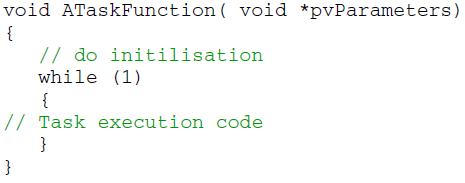 void ATaskFunction( void *pvParameters)
{
   // do initilisation
   while (1)
   {
// Task execution code
   }
}